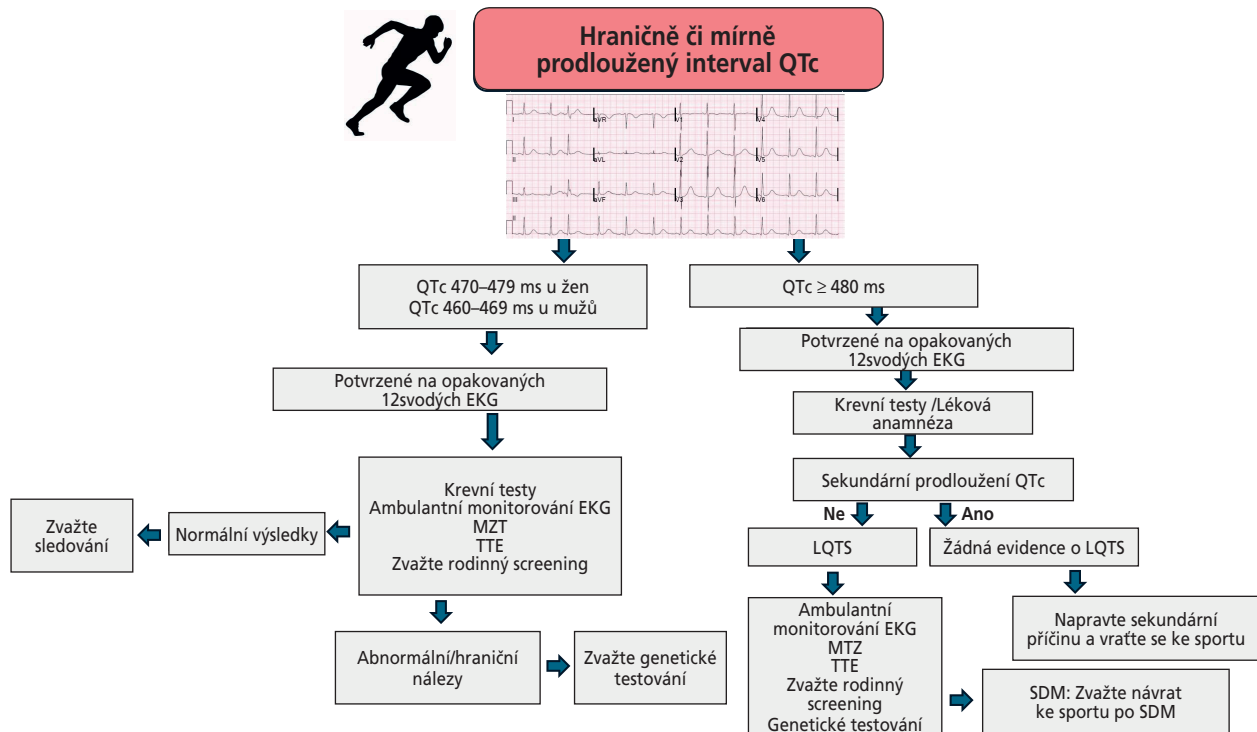 Hraničně či mírně
prodloužený interval QTc
I
aVR
V1
V4
II
aVL
V2
V5
III
aVF
V3
V6
II
QTc 470–479 ms u žen
QTc 460–469 ms u mužů
QTc ≥ 480 ms
Potvrzené na opakovaných
12svodých EKG
Potvrzené na opakovaných
12svodých EKG
Krevní testy /Léková
anamnéza
Krevní testy
Ambulantní monitorování EKG
MZT
TTE
Zvažte rodinný screening
Sekundární prodloužení QTc
Ne
Ano
Zvažte
sledování
Normální výsledky
LQTS
Žádná evidence o LQTS
Abnormální/hraniční
nálezy
Zvažte genetické
testování
Ambulantní
monitorování EKG
MTZ
TTE
Zvažte rodinný
screening
Genetické testování
Napravte sekundární
příčinu a vraťte se ke sportu
SDM: Zvažte návrat
ke sportu po SDM